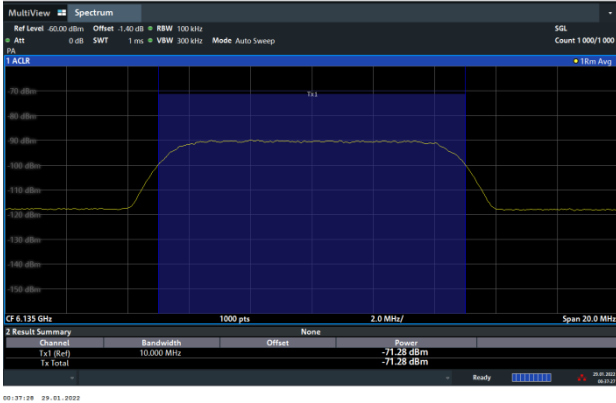 MultiView Spectrum
Ref Level -60.00 dBm Offset -1.40 dB RBW 100 kHz SGL
Att 0 dB SWT 1 ms VBW 300 kHz Mode Auto Sweep Count 1000/1000
PA
1 ACLR 1Rm Avg
-70 dBm
Tx1
-80 dBm
-90 dBm
-100 dBm
-110 dBm
-120 dBm
-130 dBm
-140 dBm
-150 dBm
CF 6.135 GHz 1000 pts 2.0 MHz/ Span 20.0 MHz
2 Result Summary None
Channel Bandwidth Offset Power
Tx1 (Ref) 10.000 MHz -71.28 dBm
Tx Total -71.28 dBm
Ready 29.01.2022
00:37:27
00:37:28 29.01.2022